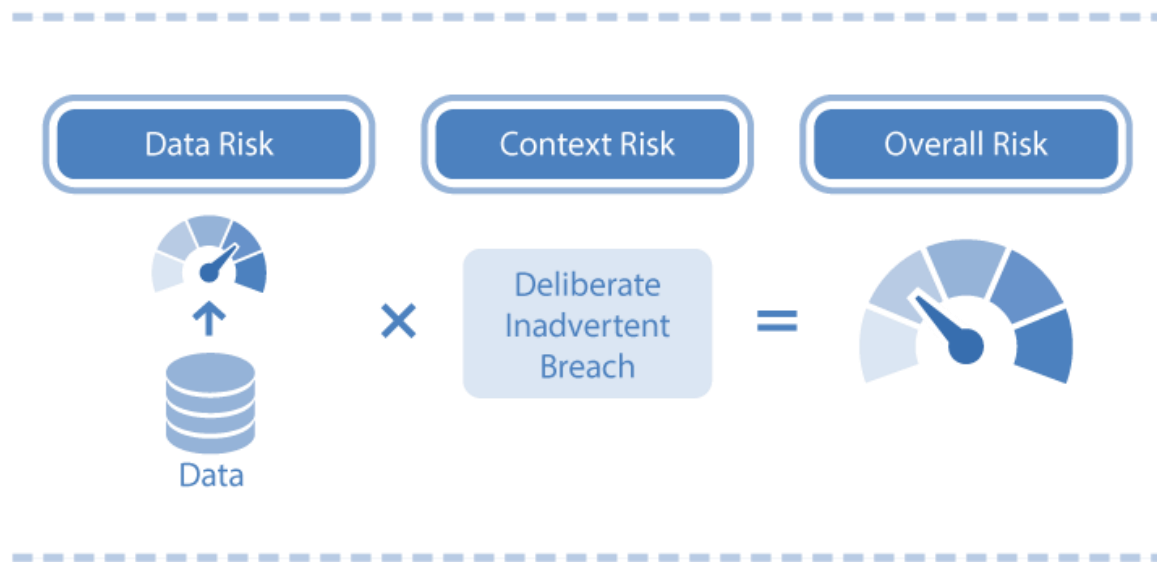 Data Risk
Context Risk
Overall Risk
Deliberate
Inadvertent
Breach
×
=
Data